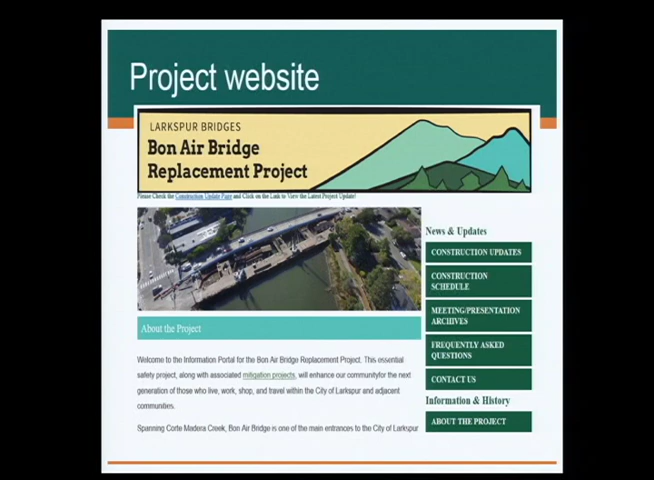 Project website
LARKSPUR BRIDGES
Bon Air Bridge
Replacement Project
Please Check the Construction Update Page and Click on the Link to View the Latest Project Update!
News & Updates
CONSTRUCTION UPDATES
CONSTRUCTION
SCHEDULE
MEETING/PRESENTATION
ARCHIVES
FREQUENTLY ASKED
QUESTIONS
CONTACT US
Information & History
ABOUT THE PROJECT
About the Project
Welcome to the Information Portal for the Bon Air Bridge Replacement Project. This essential
safety project, along with associated mitigation projects, will enhance our communityfor the next
generation of those who live, work, shop, and travel within the City of Larkspur and adjacent
communities.
Spanning Corte Madera Creek, Bon Air Bridge is one of the main entrances to the City of Larkspur